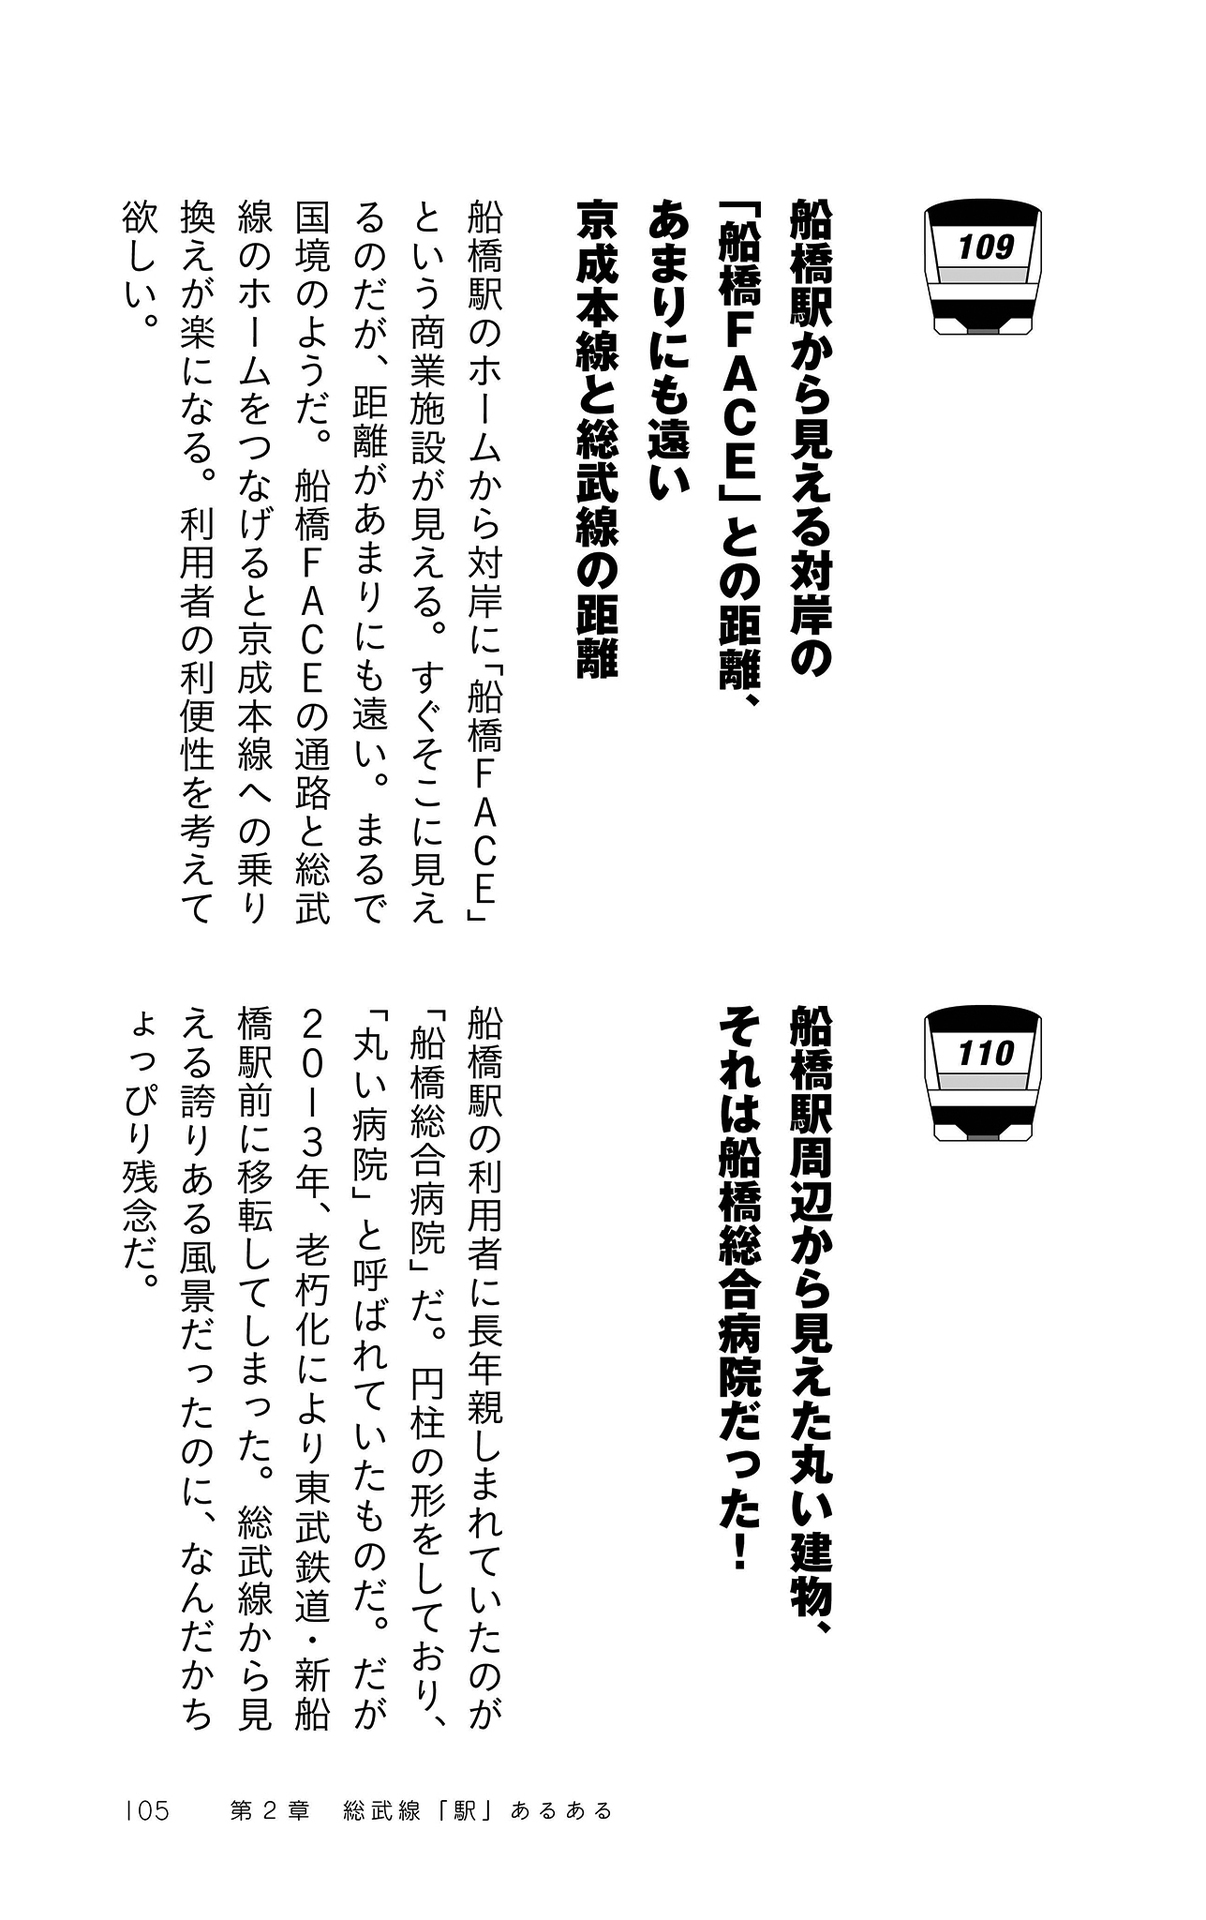 109
船橋駅から見える対岸の
「船橋FACE」との距離、
あまりにも遠い
京成本線と総武線の距離
船橋駅のホームから対岸に「船橋FACE」
という商業施設が見える。すぐそこに見え
るのだが、距離があまりにも遠い。まるで
国境のようだ。船橋FACEの通路と総武
線のホームをつなげると京成本線への乗り
換えが楽になる。利用者の利便性を考えて
欲しい。
110
船橋駅周辺から見えた丸い建物、
それは船橋総合病院だった！
船橋駅の利用者に長年親しまれていたのが
「船橋総合病院」だ。円柱の形をしており、
「丸い病院」と呼ばれていたものだ。だが
2013年、老朽化により東武鉄道・新船
橋駅前に移転してしまった。総武線から見
える誇りある風景だったのに、なんだかち
ょっぴり残念だ。
105　第2章　総武線「駅」あるある